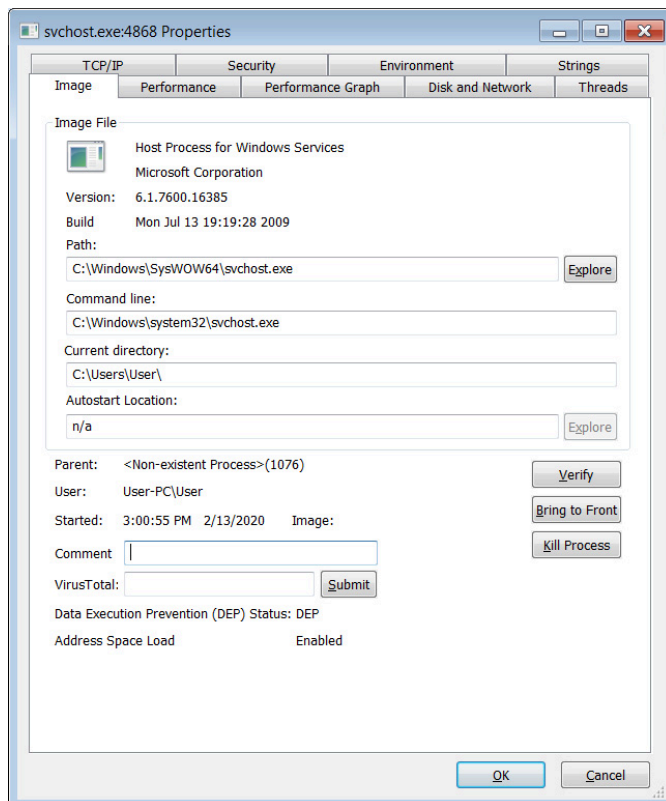 svchost.exe:4868 Properties
TCP/IP Security Environment Strings
Image Performance Performance Graph Disk and Network Threads
Image File
Host Process for Windows Services
Microsoft Corporation
Version: 6.1.7600.16385
Build Mon Jul 13 19:19:28 2009
Path:
C:\Windows\SysWOW64\svchost.exe Explore
Command line:
C:\Windows\system32\svchost.exe
Current directory:
C:\Users\User\
Autostart Location:
n/a Explore
Parent: <Non-existent Process>(1076) Verify
User: User-PC\User
Started: 3:00:55 PM 2/13/2020 Image: Bring to Front
Comment Kill Process
VirusTotal: Submit
Data Execution Prevention (DEP) Status: DEP
Address Space Load Enabled
OK Cancel